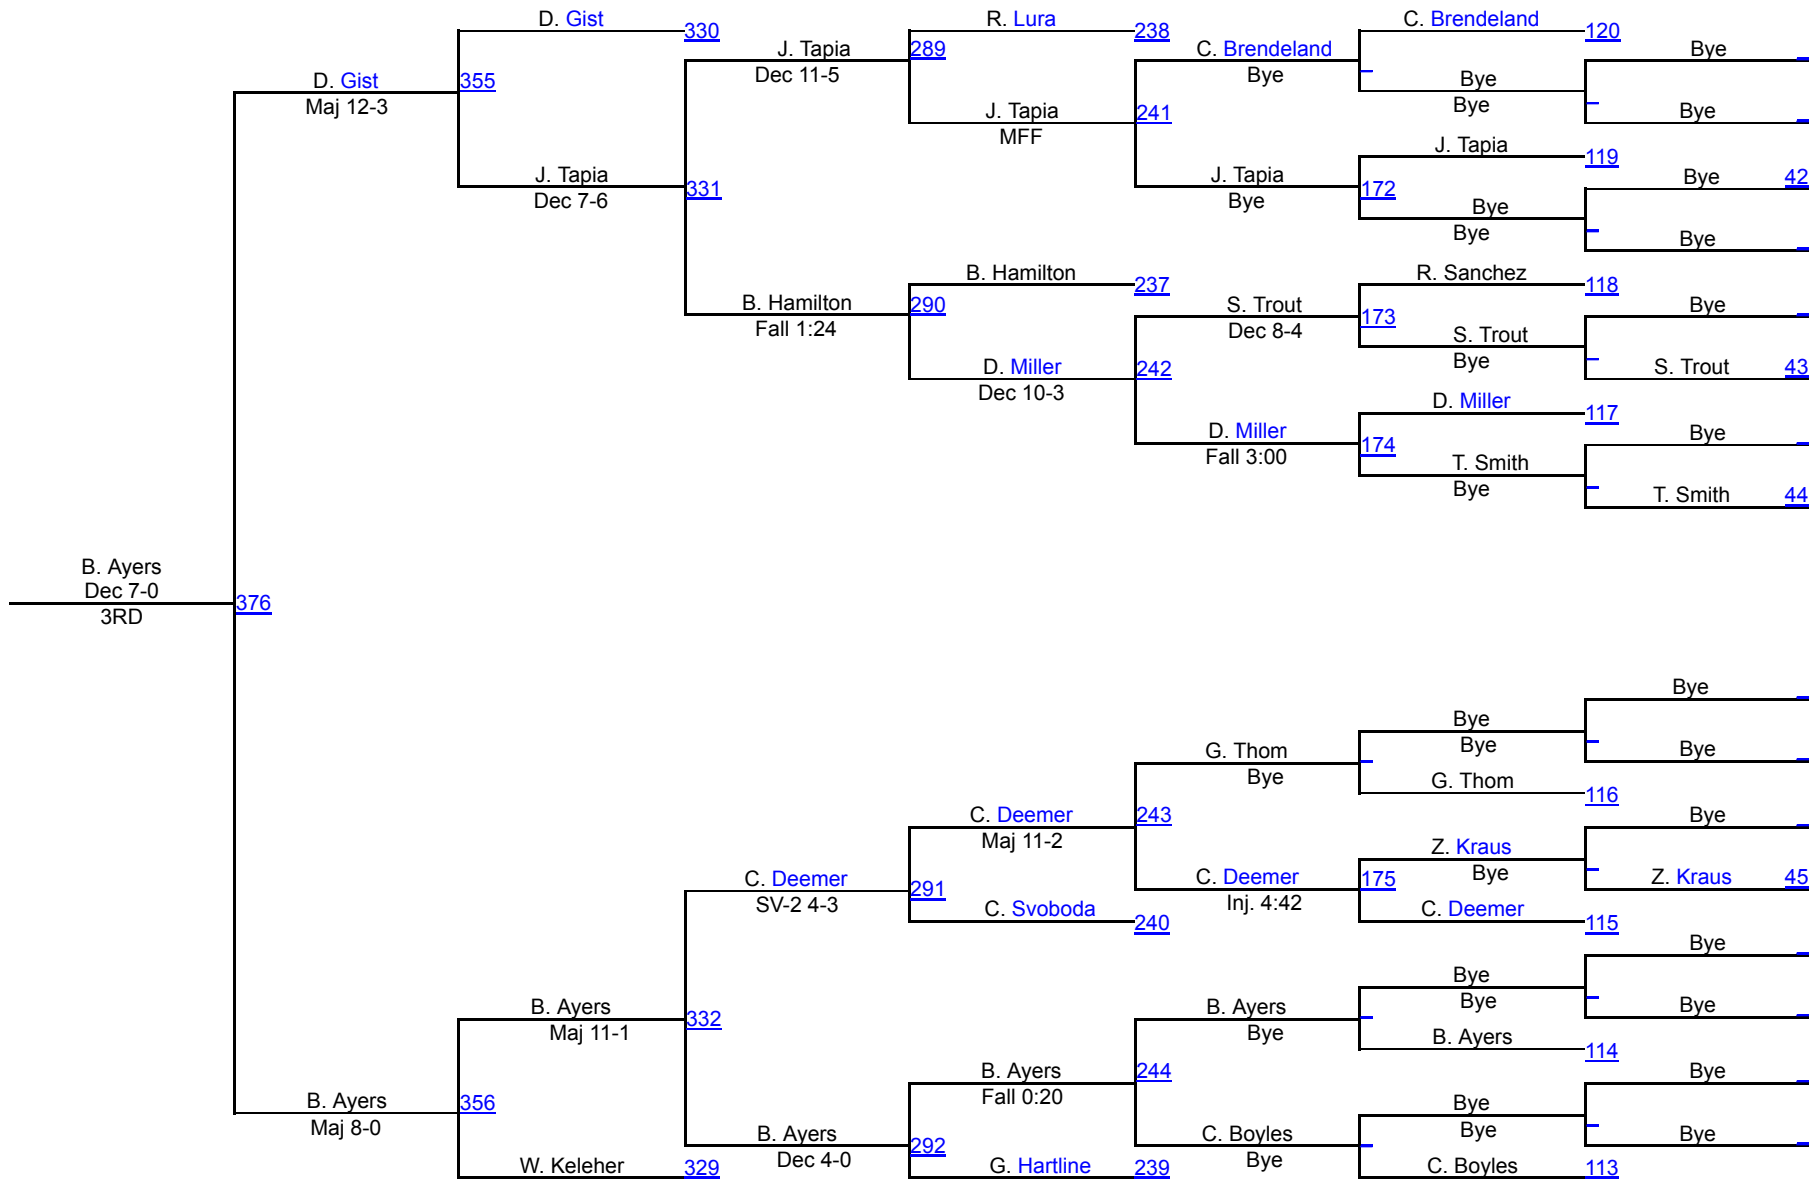 D. Gist
330
R. Lura
238
C. Brendeland
120
J. Tapia
289
C. Brendeland
Bye
Dec 11-5
Bye
D. Gist
355
Bye
Maj 12-3
J. Tapia
241
Bye
Bye
MFF
J. Tapia
119
J. Tapia
331
J. Tapia
172
Bye
42
Dec 7-6
Bye
Bye
Bye
Bye
B. Hamilton
237
R. Sanchez
118
B. Hamilton
290
S. Trout
173
Bye
Fall 1:24
Dec 8-4
S. Trout
D. Miller
242
Bye
S. Trout
43
Dec 10-3
D. Miller
117
D. Miller
174
Bye
Fall 3:00
T. Smith
Bye
T. Smith
44
B. Ayers
Dec 7-0
376
3RD
Bye
Bye
G. Thom
Bye
Bye
Bye
G. Thom
116
C. Deemer
243
Bye
Maj 11-2
Z. Kraus
C. Deemer
291
C. Deemer
175
Bye
Z. Kraus
45
SV-2 4-3
Inj. 4:42
C. Svoboda
240
C. Deemer
115
Bye
Bye
B. Ayers
332
B. Ayers
Bye
Bye
Maj 11-1
Bye
B. Ayers
114
B. Ayers
244
Bye
Fall 0:20
B. Ayers
356
Bye
Maj 8-0
Bye
B. Ayers
292
C. Boyles
Bye
Dec 4-0
Bye
W. Keleher
329
G. Hartline
239
C. Boyles
113